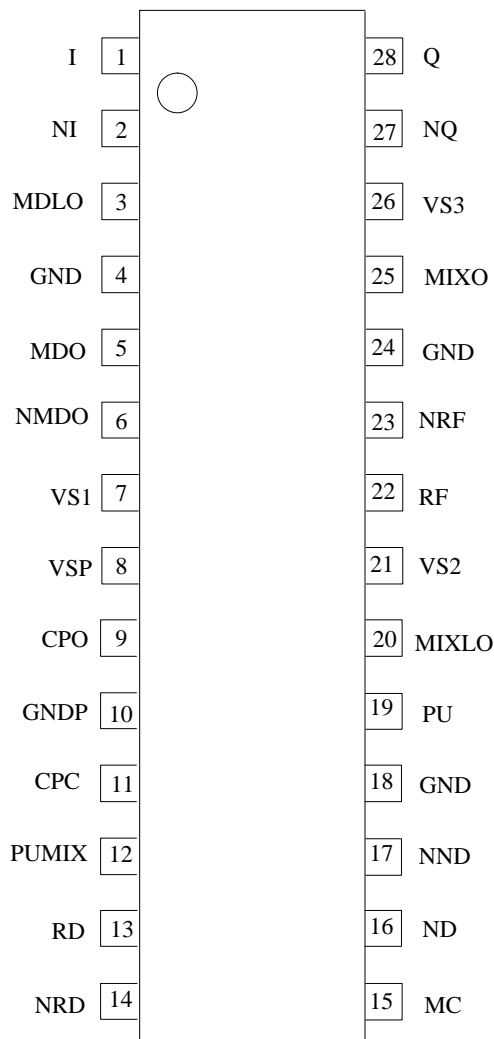 I 1 28 Q
NI 2 27 NQ
MDLO 3 26 VS3
GND 4 25 MIXO
MDO 5 24 GND
NMDO 6 23 NRF
VS1 7 22 RF
VSP 8 21 VS2
CPO 9 20 MIXLO
GNDP 10 19 PU
CPC 11 18 GND
PUMIX 12 17 NND
RD 13 16 ND
NRD 14 15 MC